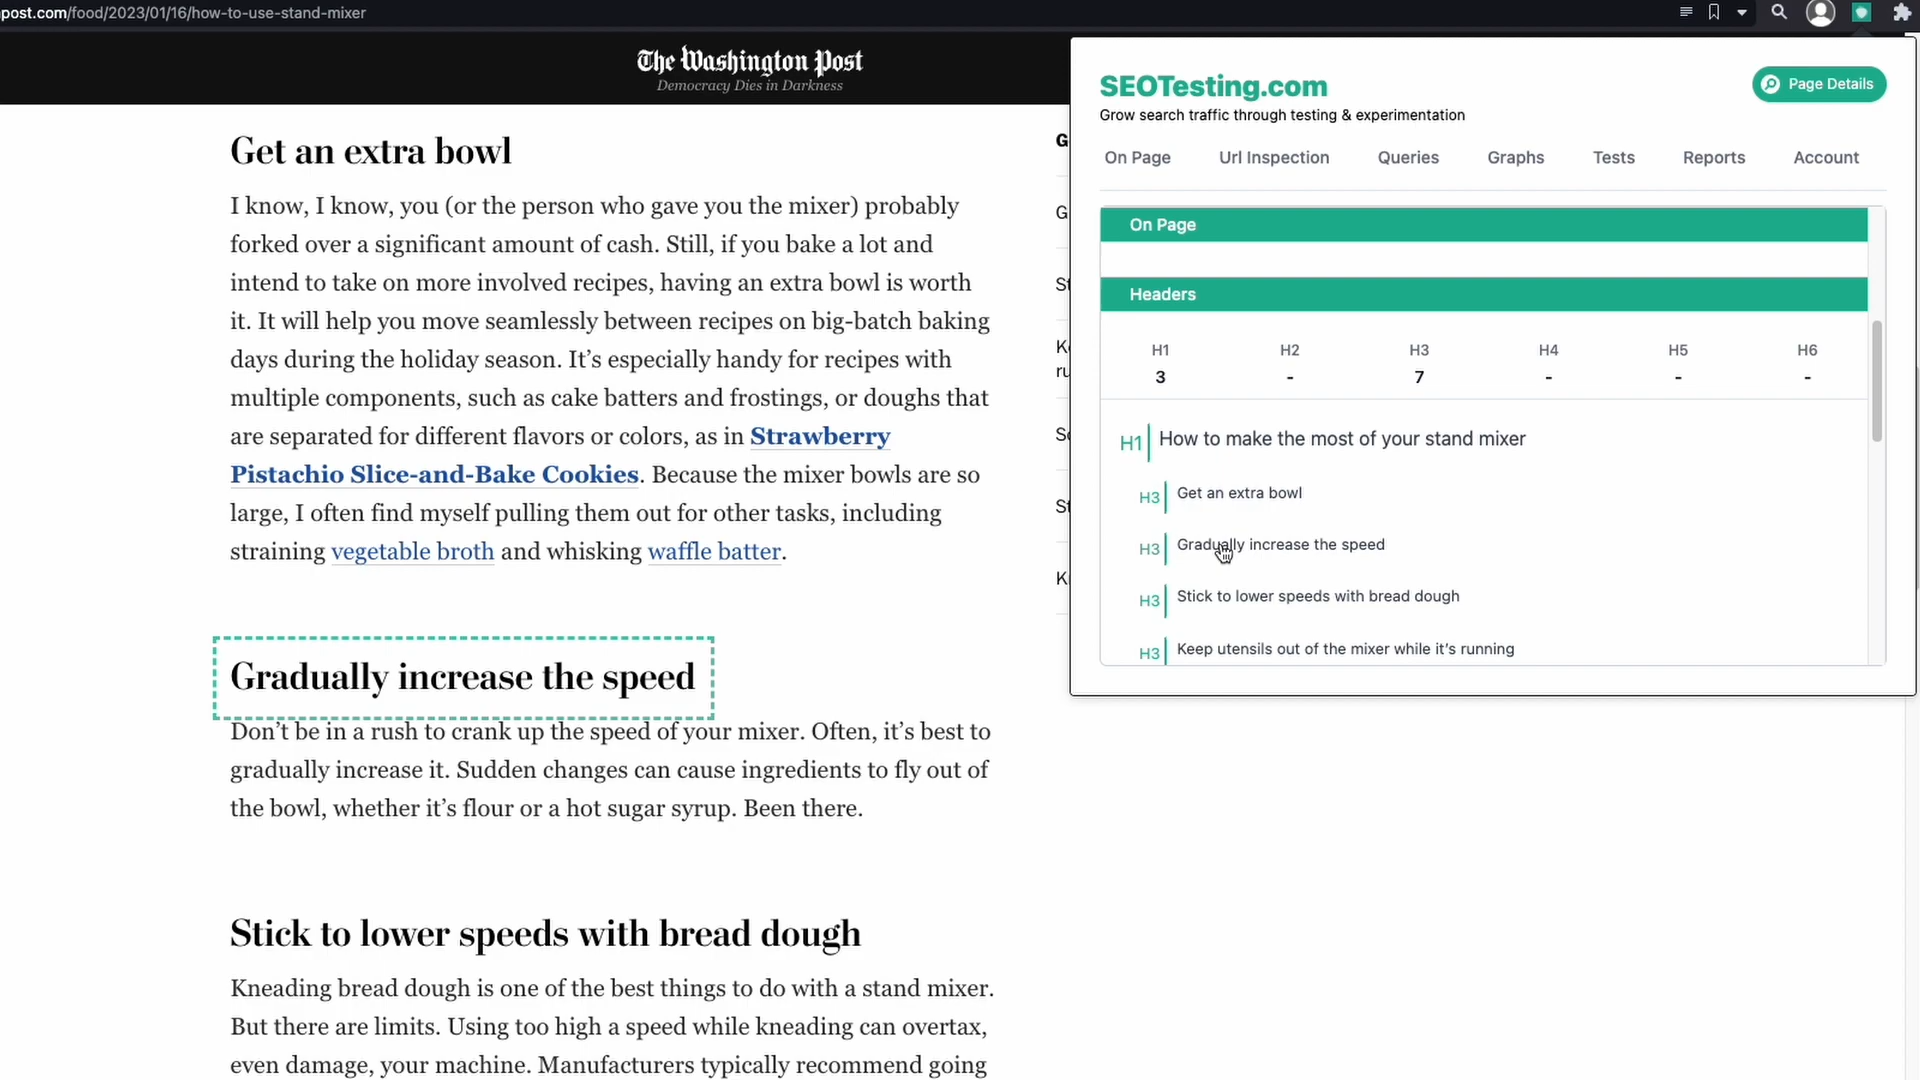 post.com/food/2023/01/16/how-to-use-stand-mixer
The Washington Post
Democracy Dies in Darkness
Get an extra bowl
I know, I know, you (or the person who gave you the mixer) probably
forked over a significant amount of cash. Still, if you bake a lot and
intend to take on more involved recipes, having an extra bowl is worth
it. It will help you move seamlessly between recipes on big-batch baking
days during the holiday season. It’s especially handy for recipes with
multiple components, such as cake batters and frostings, or doughs that
are separated for different flavors or colors, as in Strawberry
Pistachio Slice-and-Bake Cookies. Because the mixer bowls are so
large, I often find myself pulling them out for other tasks, including
straining vegetable broth and whisking waffle batter.
Gradually increase the speed
Don’t be in a rush to crank up the speed of your mixer. Often, it’s best to
gradually increase it. Sudden changes can cause ingredients to fly out of
the bowl, whether it’s flour or a hot sugar syrup. Been there.
Stick to lower speeds with bread dough
Kneading bread dough is one of the best things to do with a stand mixer.
But there are limits. Using too high a speed while kneading can overtax,
even damage, your machine. Manufacturers typically recommend going
SEOTesting.com
Page Details
Grow search traffic through testing & experimentation
On Page Url Inspection Queries Graphs Tests Reports Account
On Page
Headers
H1 H2 H3 H4 H5 H6
3 - 7 - - -
H1 How to make the most of your stand mixer
H3 Get an extra bowl
H3 Gradually increase the speed
H3 Stick to lower speeds with bread dough
H3 Keep utensils out of the mixer while it’s running